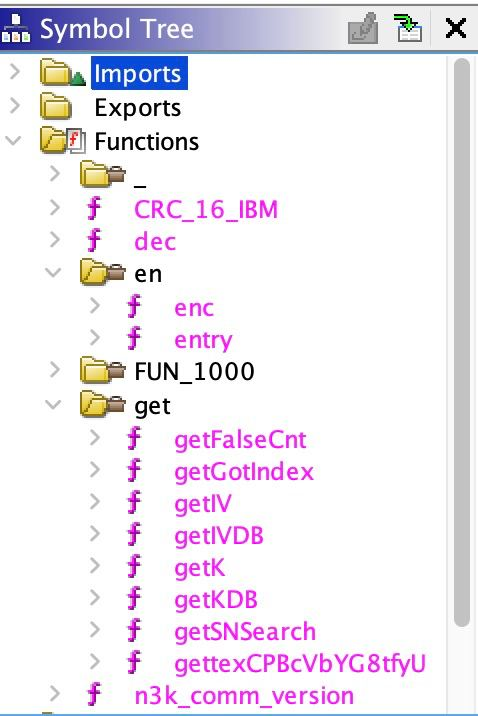 Symbol Tree
Imports
Exports
Functions
_
CRC_16_IBM
dec
en
enc
entry
FUN_1000
get
getFalseCnt
getGotIndex
getIV
getIVDB
getK
getKDB
getSNSearch
gettexCPBcVbYG8tfyU
n3k_comm_version